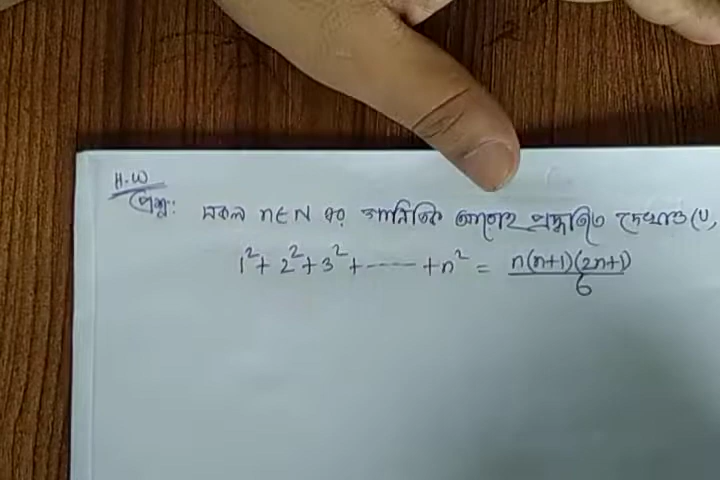 H.W
প্রশ্ন: সকল n∈N এর গাণিতিক আরোহ পদ্ধতিতে দেখাও যে,
1²+ 2²+ 3²+ ------ + n² = n(n+1)(2n+1)/6